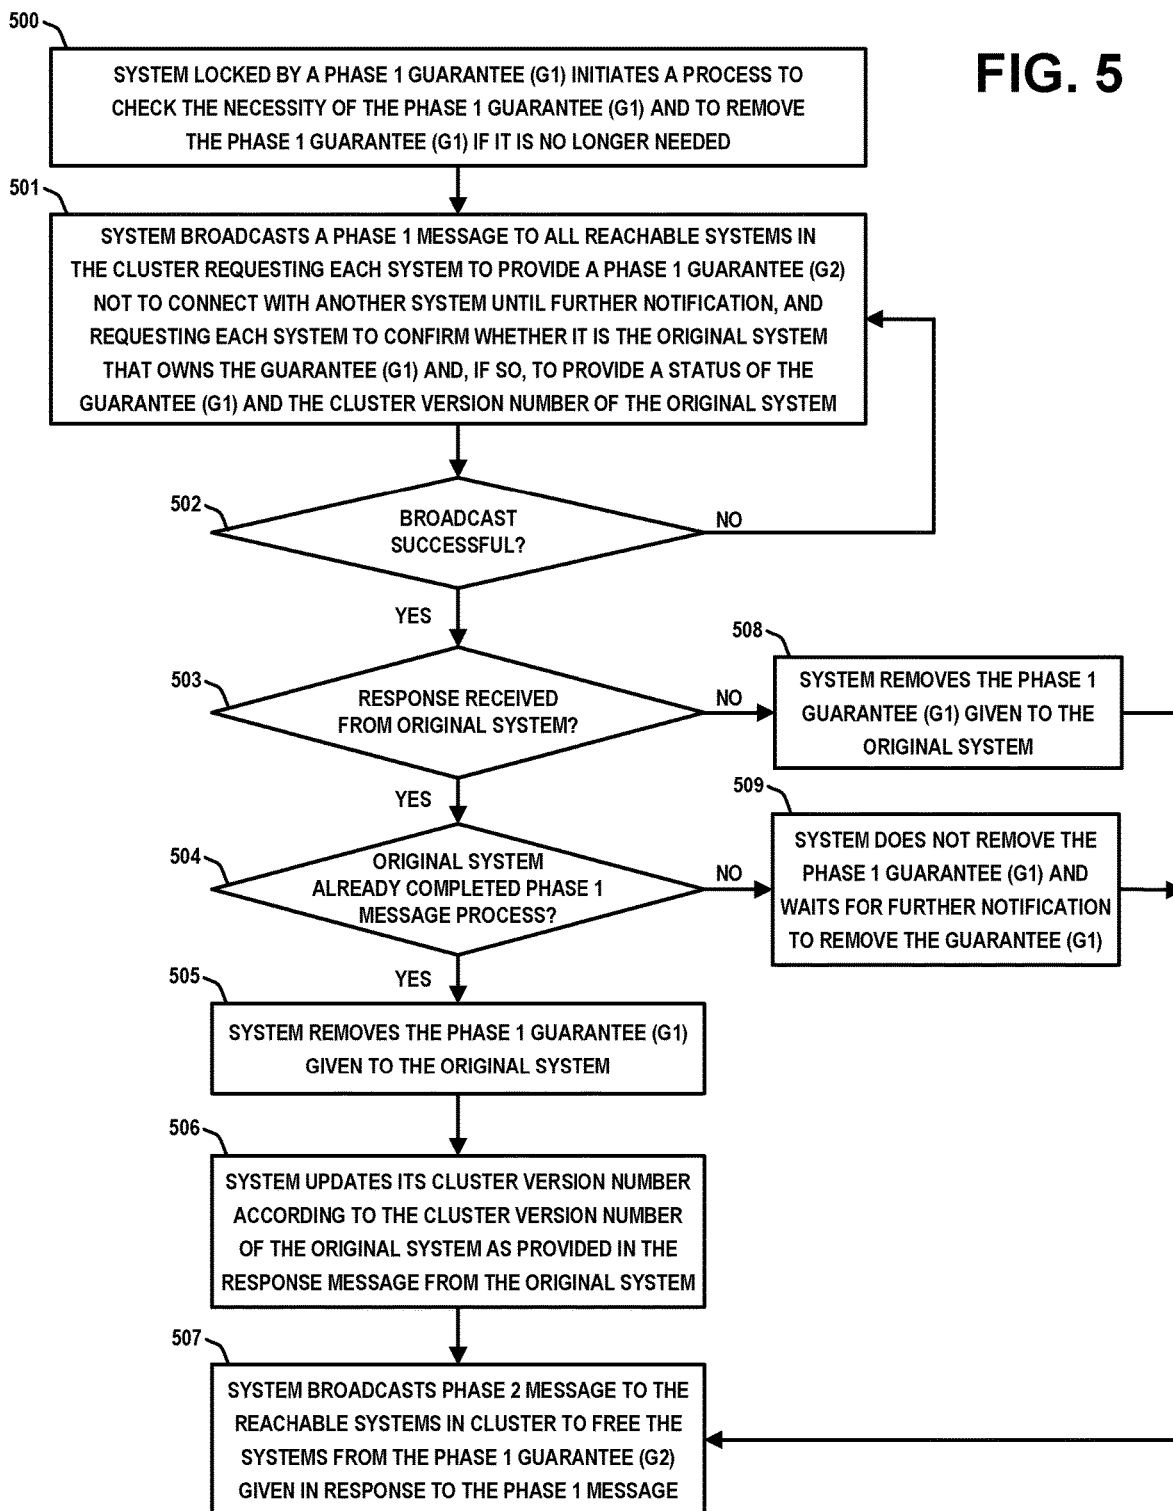 500
FIG. 5
SYSTEM LOCKED BY A PHASE 1 GUARANTEE (G1) INITIATES A PROCESS TO
CHECK THE NECESSITY OF THE PHASE 1 GUARANTEE (G1) AND TO REMOVE
THE PHASE 1 GUARANTEE (G1) IF IT IS NO LONGER NEEDED
501
SYSTEM BROADCASTS A PHASE 1 MESSAGE TO ALL REACHABLE SYSTEMS IN
THE CLUSTER REQUESTING EACH SYSTEM TO PROVIDE A PHASE 1 GUARANTEE (G2)
NOT TO CONNECT WITH ANOTHER SYSTEM UNTIL FURTHER NOTIFICATION, AND
REQUESTING EACH SYSTEM TO CONFIRM WHETHER IT IS THE ORIGINAL SYSTEM
THAT OWNS THE GUARANTEE (G1) AND, IF SO, TO PROVIDE A STATUS OF THE
GUARANTEE (G1) AND THE CLUSTER VERSION NUMBER OF THE ORIGINAL SYSTEM
502
BROADCAST
SUCCESSFUL?
NO
YES
503
RESPONSE RECEIVED
FROM ORIGINAL SYSTEM?
NO
YES
508
SYSTEM REMOVES THE PHASE 1
GUARANTEE (G1) GIVEN TO THE
ORIGINAL SYSTEM
504
ORIGINAL SYSTEM
ALREADY COMPLETED PHASE 1
MESSAGE PROCESS?
NO
YES
509
SYSTEM DOES NOT REMOVE THE
PHASE 1 GUARANTEE (G1) AND
WAITS FOR FURTHER NOTIFICATION
TO REMOVE THE GUARANTEE (G1)
505
SYSTEM REMOVES THE PHASE 1 GUARANTEE (G1)
GIVEN TO THE ORIGINAL SYSTEM
506
SYSTEM UPDATES ITS CLUSTER VERSION NUMBER
ACCORDING TO THE CLUSTER VERSION NUMBER
OF THE ORIGINAL SYSTEM AS PROVIDED IN THE
RESPONSE MESSAGE FROM THE ORIGINAL SYSTEM
507
SYSTEM BROADCASTS PHASE 2 MESSAGE TO THE
REACHABLE SYSTEMS IN CLUSTER TO FREE THE
SYSTEMS FROM THE PHASE 1 GUARANTEE (G2)
GIVEN IN RESPONSE TO THE PHASE 1 MESSAGE